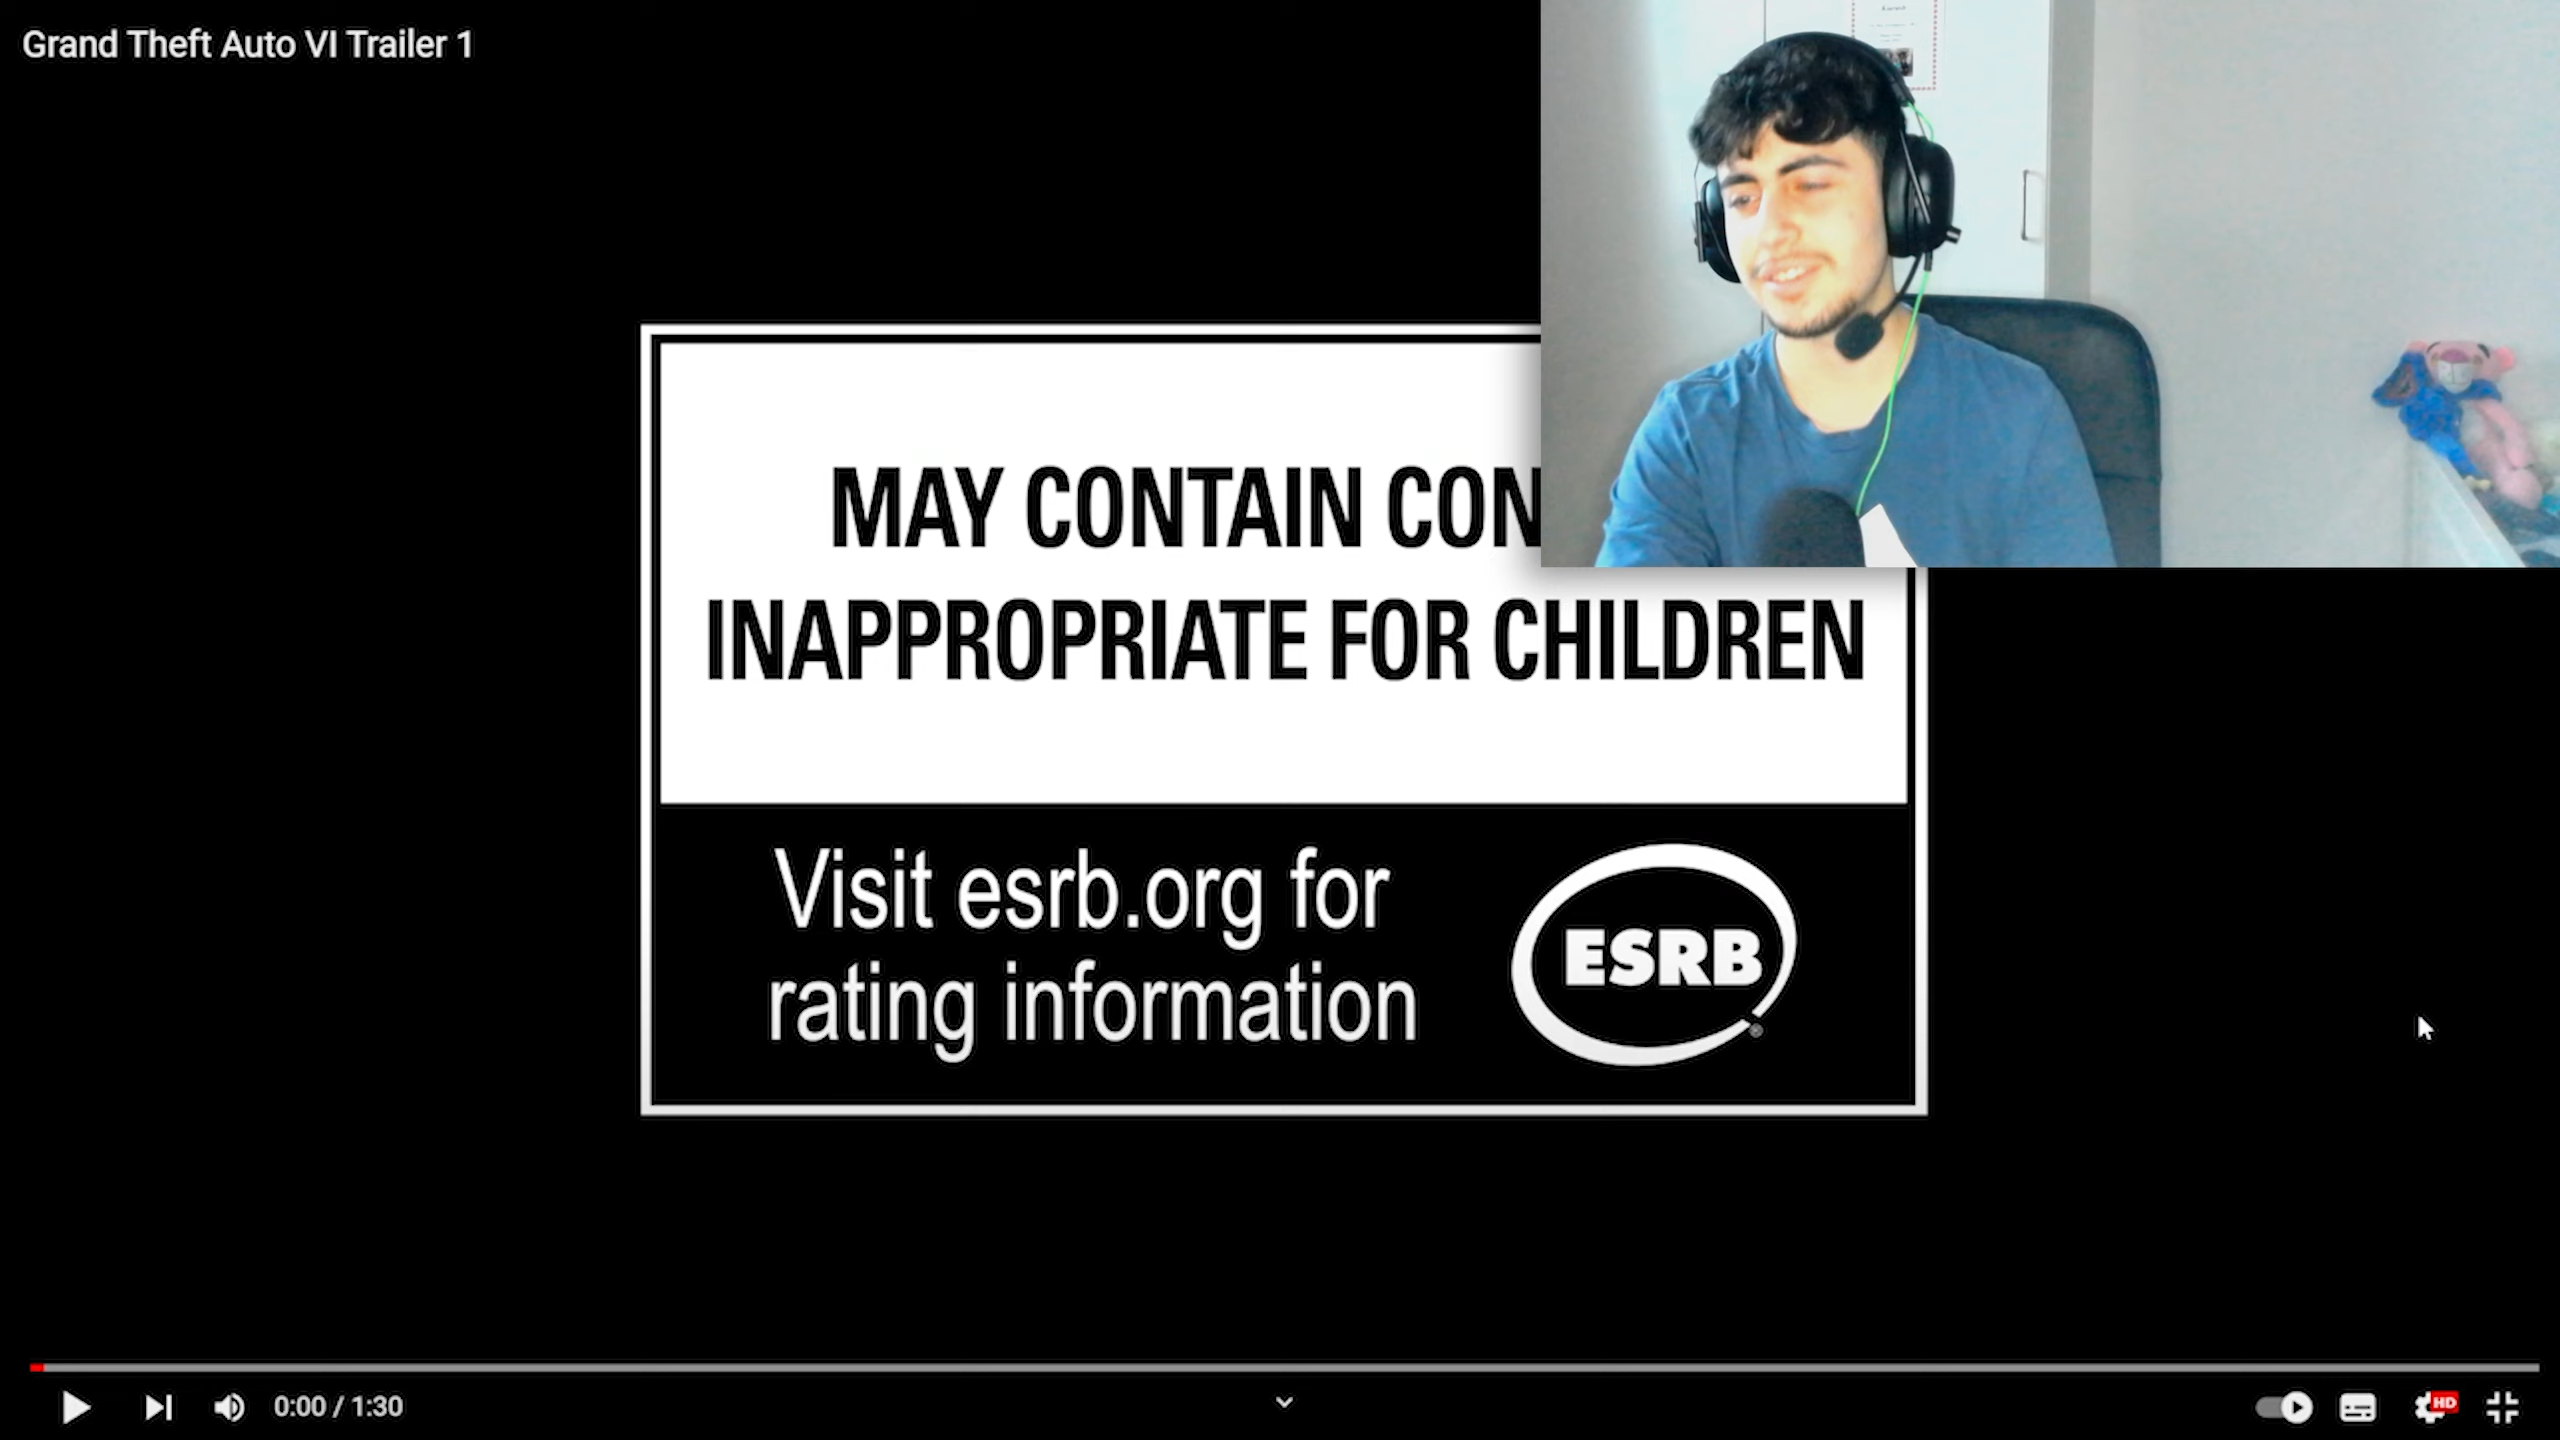 Grand Theft Auto VI Trailer 1
MAY CONTAIN CON
INAPPROPRIATE FOR CHILDREN
Visit esrb.org for
rating information
ESRB
0:00 / 1:30
HD